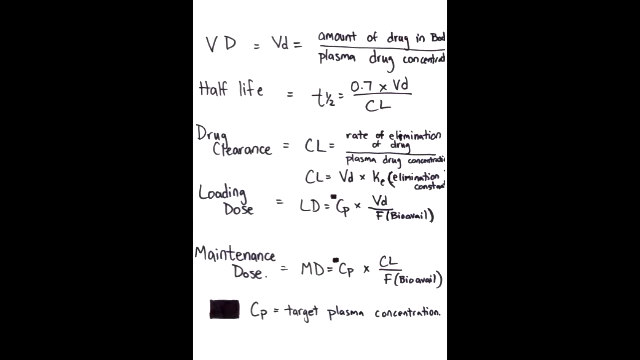 VD = Vd = amount of drug in Bod
plasma drug concentrat
Half life = t½ = 0.7 x Vd
CL
Drug Clearance = CL = rate of elimination of drug
plasma drug concentratio
CL = Vd x Ke (elimination constan
Loading Dose = LD = Cp x Vd
F (Bioavail)
Maintenance Dose. = MD = Cp x CL
F (Bioavail)
Cp = target plasma concentration.